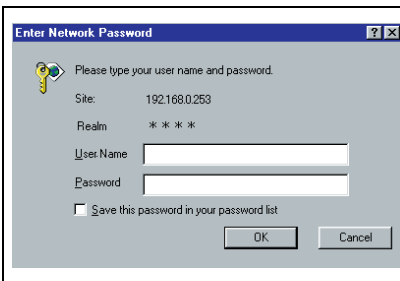 Enter Network Password
Please type your user name and password.
Site: 192.168.0.253
Realm ****
User Name
Password
Save this password in your password list
OK Cancel